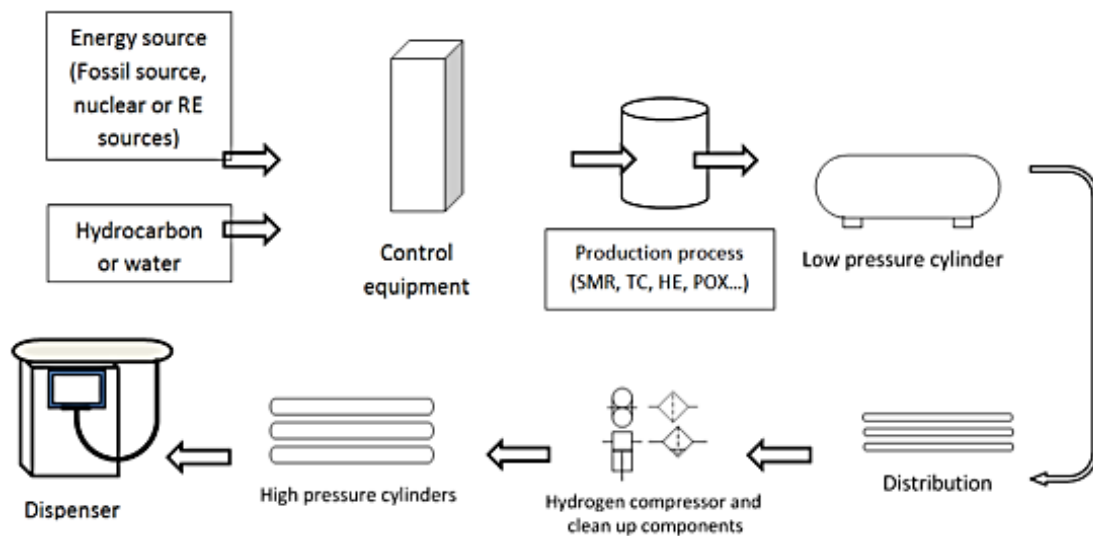 Energy source
(Fossil source,
nuclear or RE
sources)
Hydrocarbon
or water
Control
equipment
Production process
(SMR, TC, HE, POX...)
Low pressure cylinder
Dispenser
High pressure cylinders
Hydrogen compressor and
clean up components
Distribution